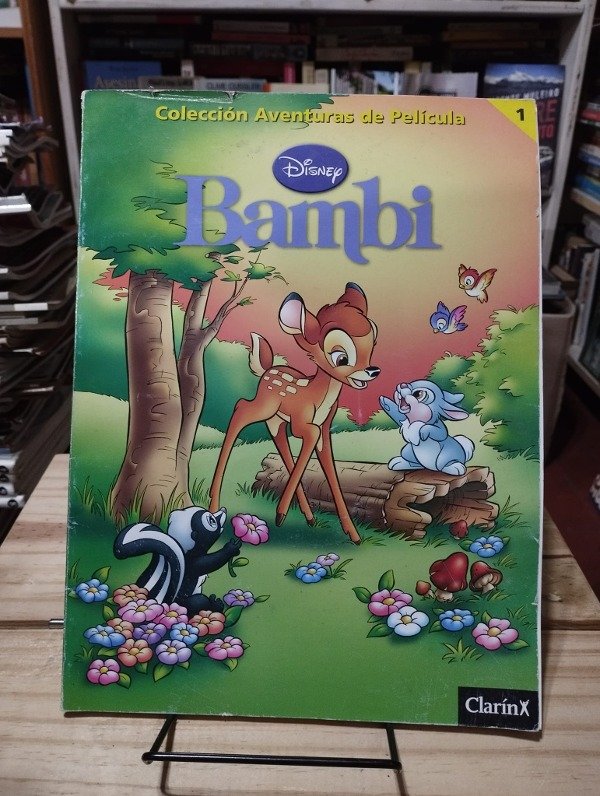 Colección Aventuras de Película
1
Disney
Bambi
Clarín